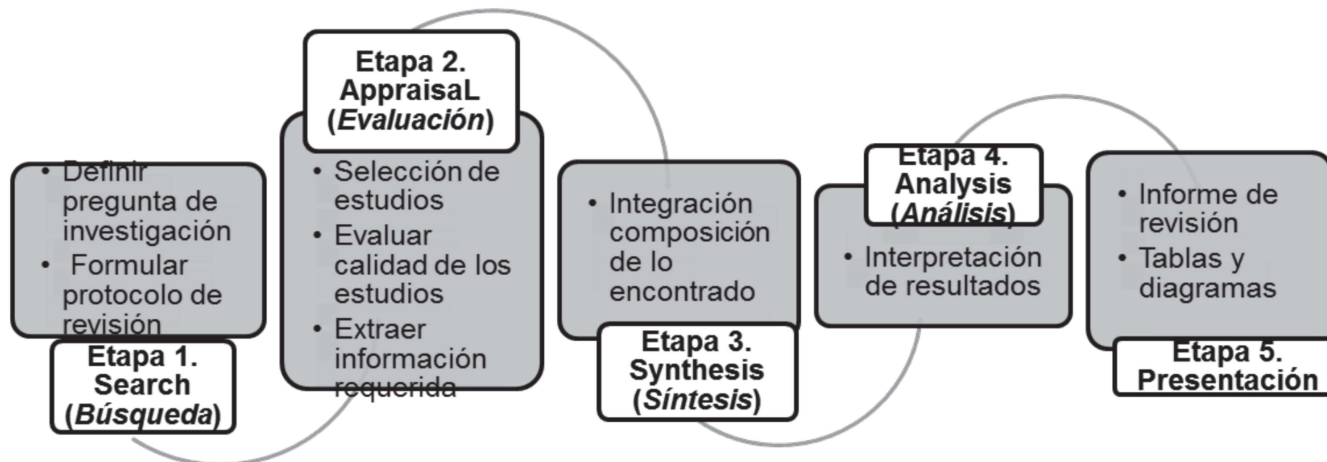 • Definir
pregunta de
investigación
• Formular
protocolo de
revisión
Etapa 1.
Search
(Búsqueda)
Etapa 2.
AppraisaL
(Evaluación)
• Selección de
estudios
• Evaluar
calidad de los
estudios
• Extraer
información
requerida
• Integración
composición
de lo
encontrado
Etapa 3.
Synthesis
(Síntesis)
Etapa 4.
Analysis
(Análisis)
• Interpretación
de resultados
• Informe de
revisión
• Tablas y
diagramas
Etapa 5.
Presentación